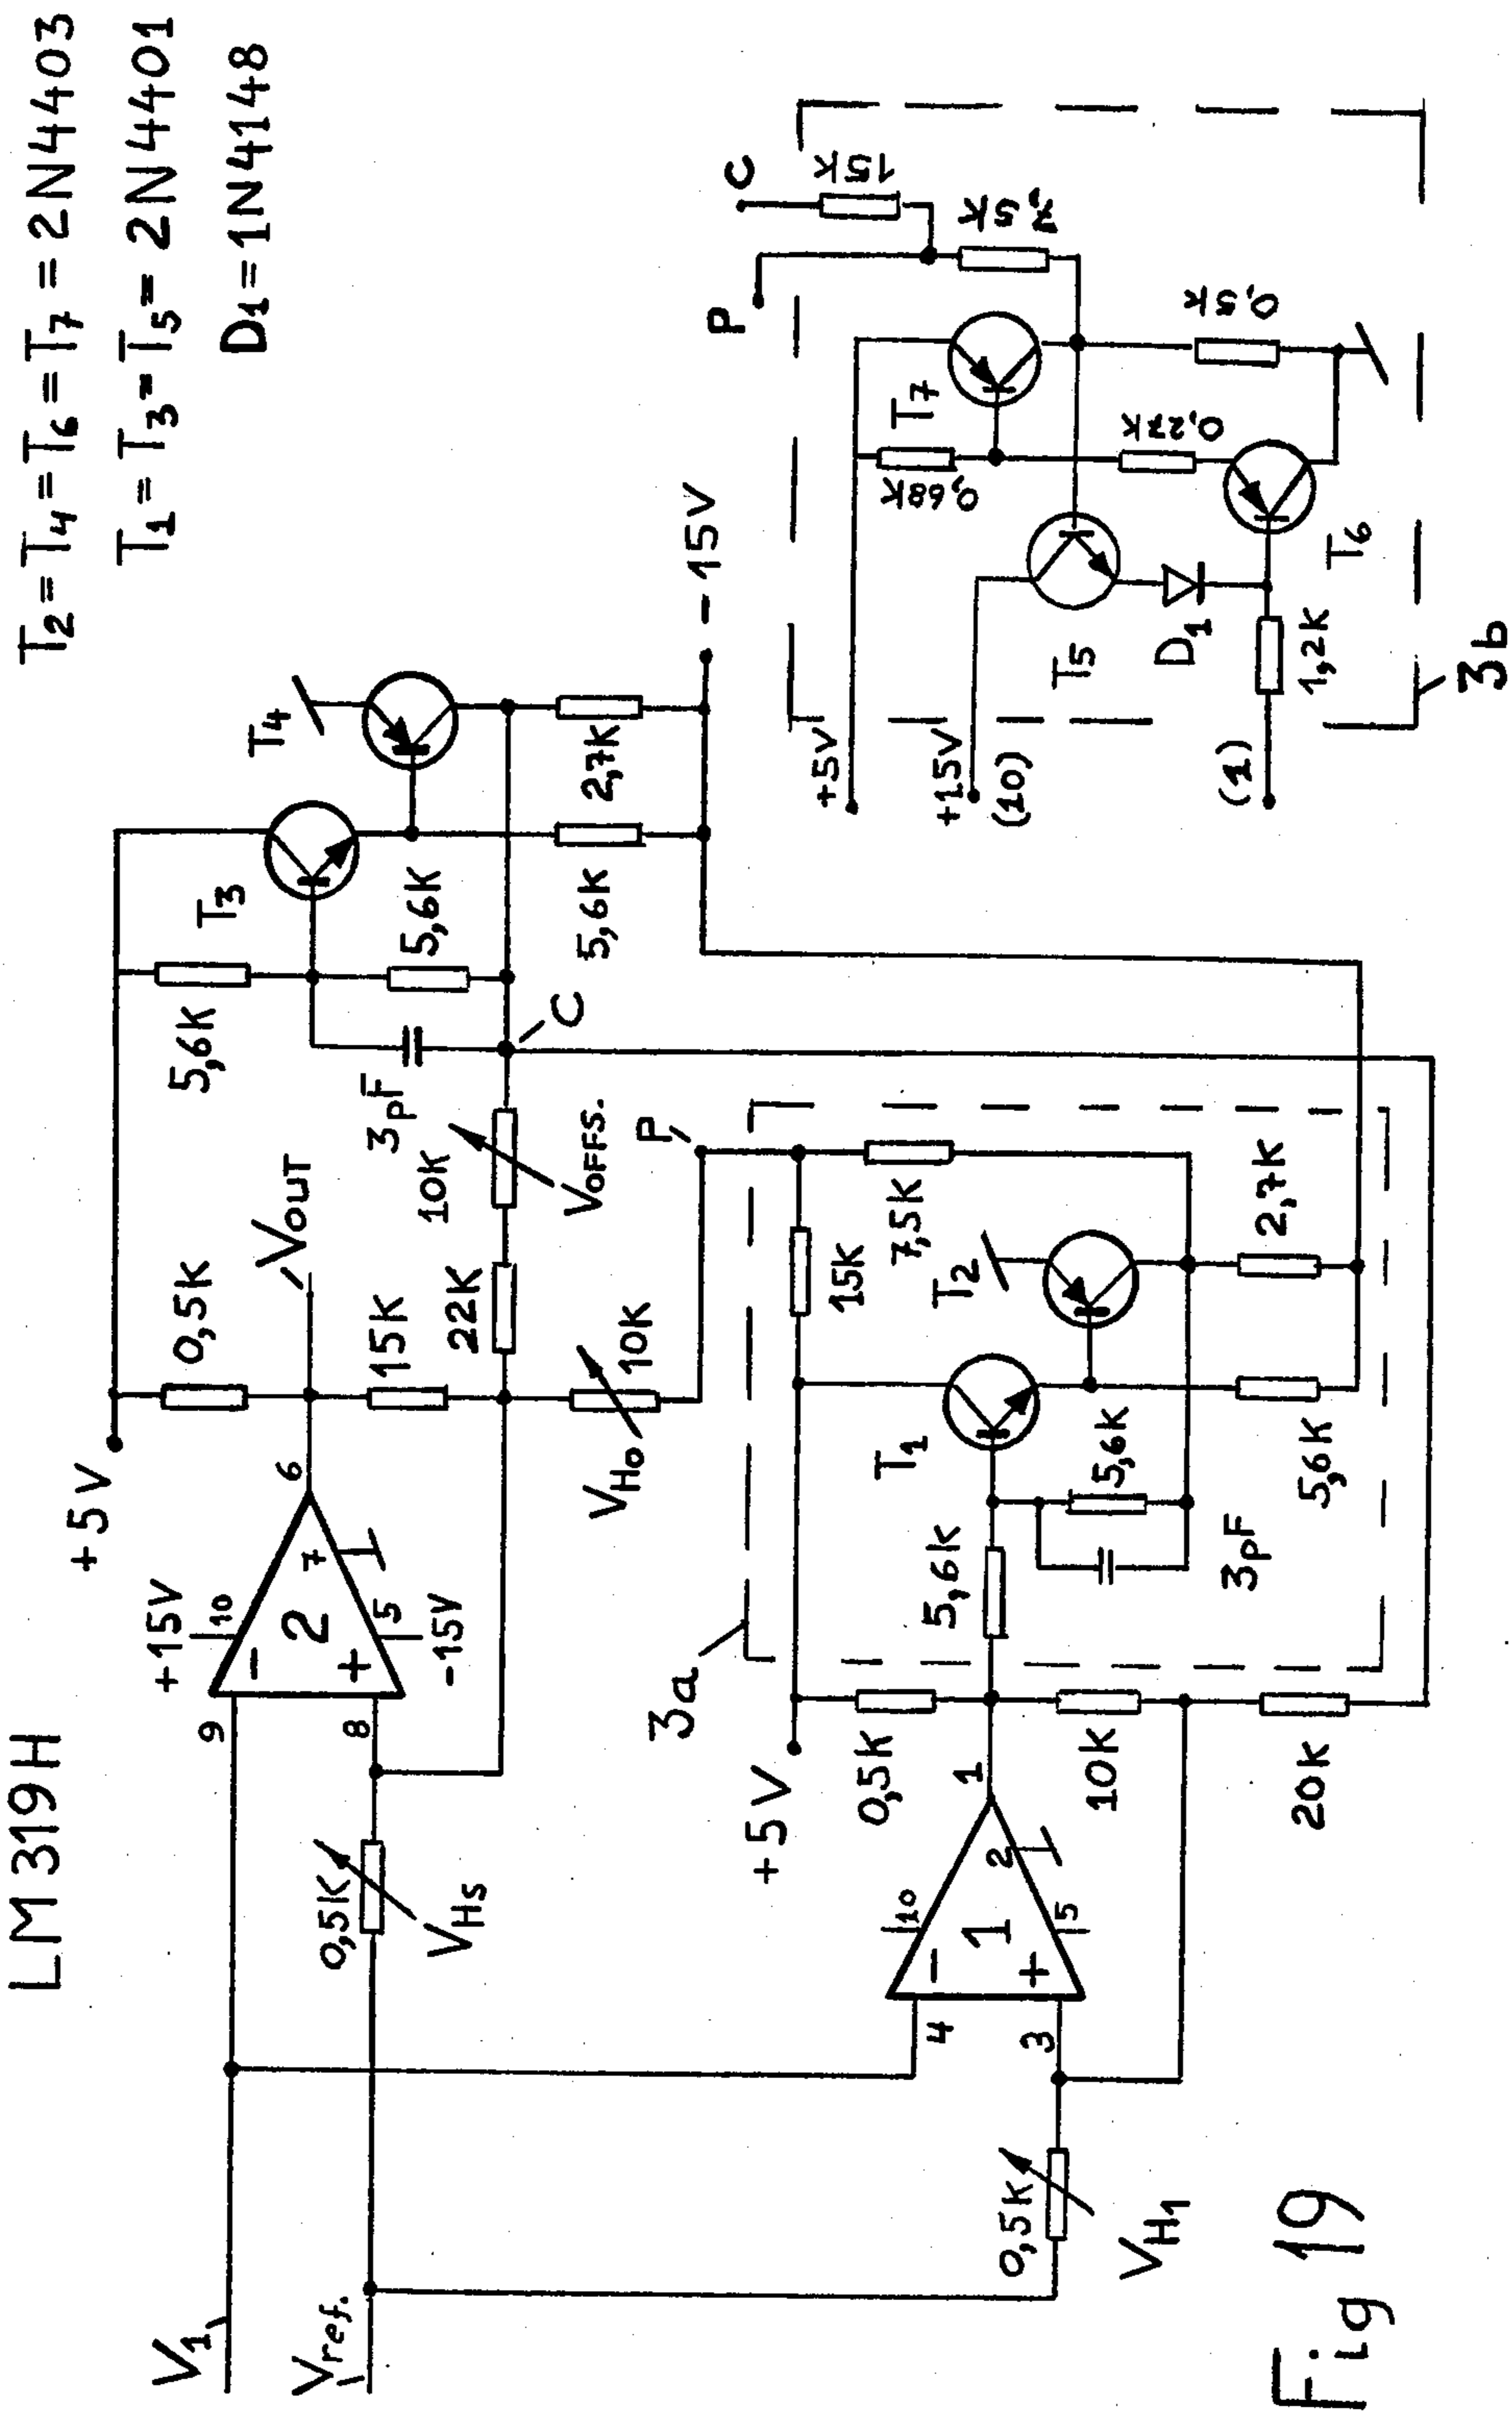 LM319H
T2=T4=T6=T7=2N4403
T1=T3=T5=2N4401
D1=1N4148
+5V
0,5K
VOUT
+15V
10
9
-
2
6
7
8
+
5
-15V
15K
22K
10K
VOFFS.
3pF
C
5,6K
T3
5,6K
5,6K
T4
2,7K
-15V
0,5K
VHS
VHo
10K
P
V1
Vref.
3a
+5V
0,5K
10
4
-
1
1
2
3
+
5
10K
20K
0,5K
VH1
15K
7,5K
5,6K
T1
T2
5,6K
3pF
5,6K
2,7K
P
C
15K
7,5K
+5V
0,68K
T7
0,27K
0,5K
+15V
(10)
T5
D1
T6
(1)
1,2K
3b
Fig 19